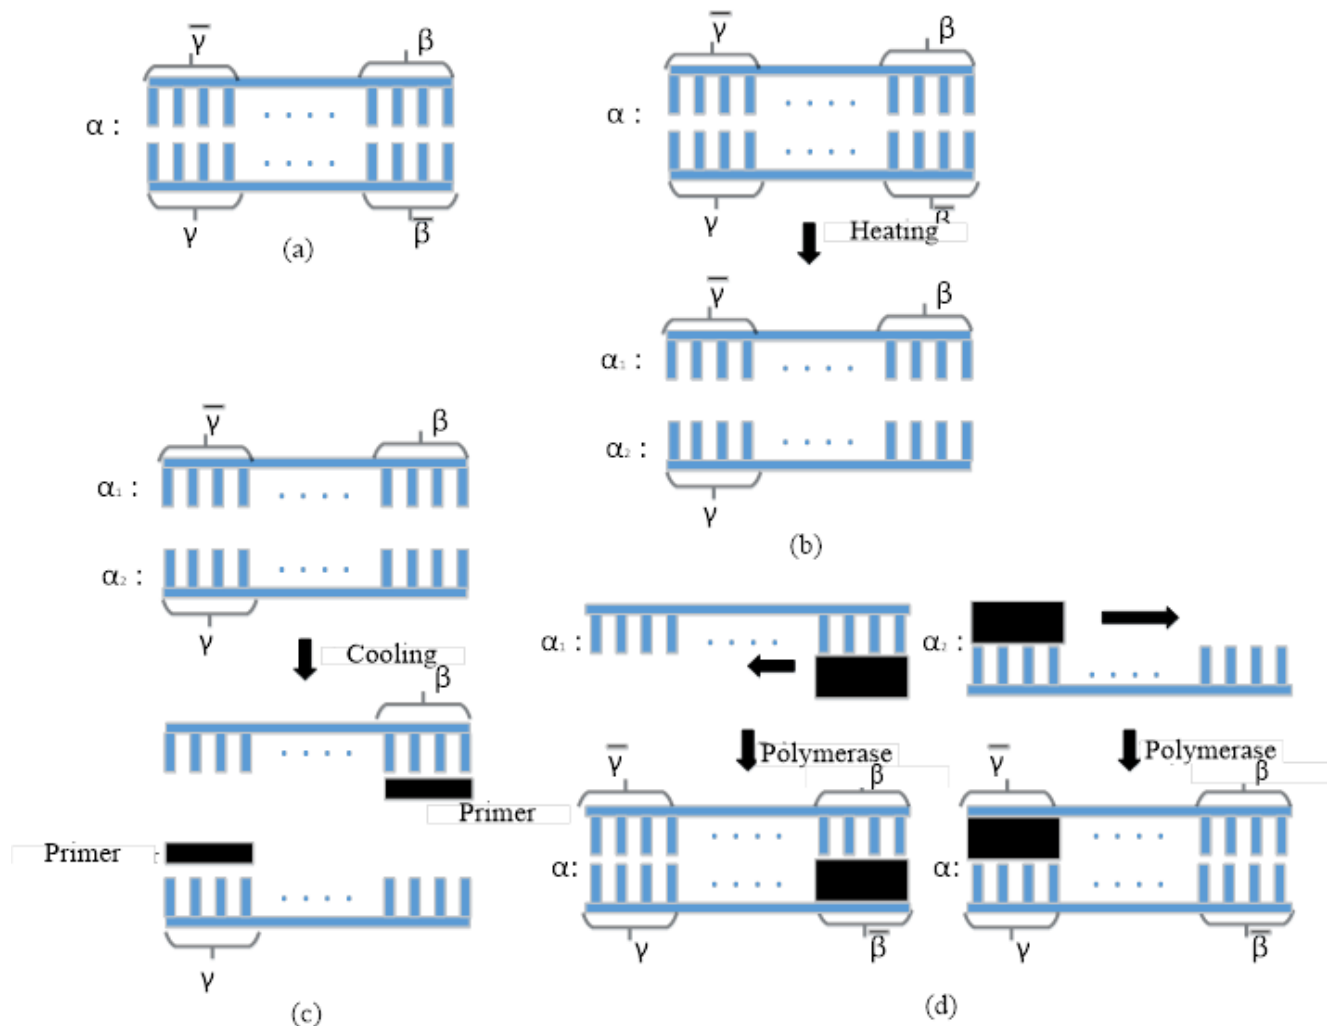 γ̅ β
α :
γ β̅
(a)
γ̅ β
α :
γ β̅
Heating
γ̅ β
α₁ :
α₂ :
γ
(b)
γ̅ β
α₁ :
α₂ :
γ
Cooling
β
Primer
Primer
γ
(c)
α₁ : α₂ :
Polymerase Polymerase
γ̅ β γ̅ β
α: α:
γ β̅ γ β̅
(d)